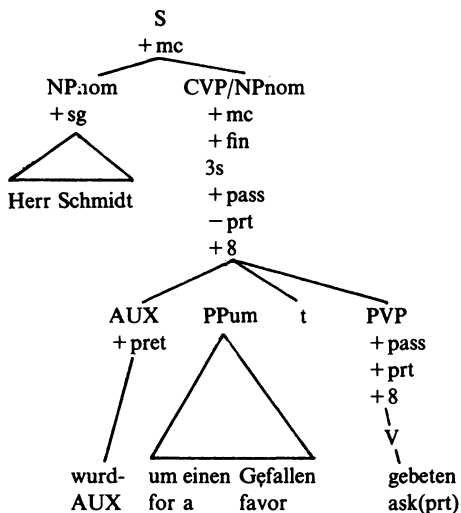 S
+mc
NPnom CVP/NPnom
+sg +mc
+fin
3s
Herr Schmidt
+pass
−prt
+8
AUX PPum t PVP
+pret +pass
+prt
+8
V
wurd- um einen Gefallen gebeten
AUX for a favor ask(prt)